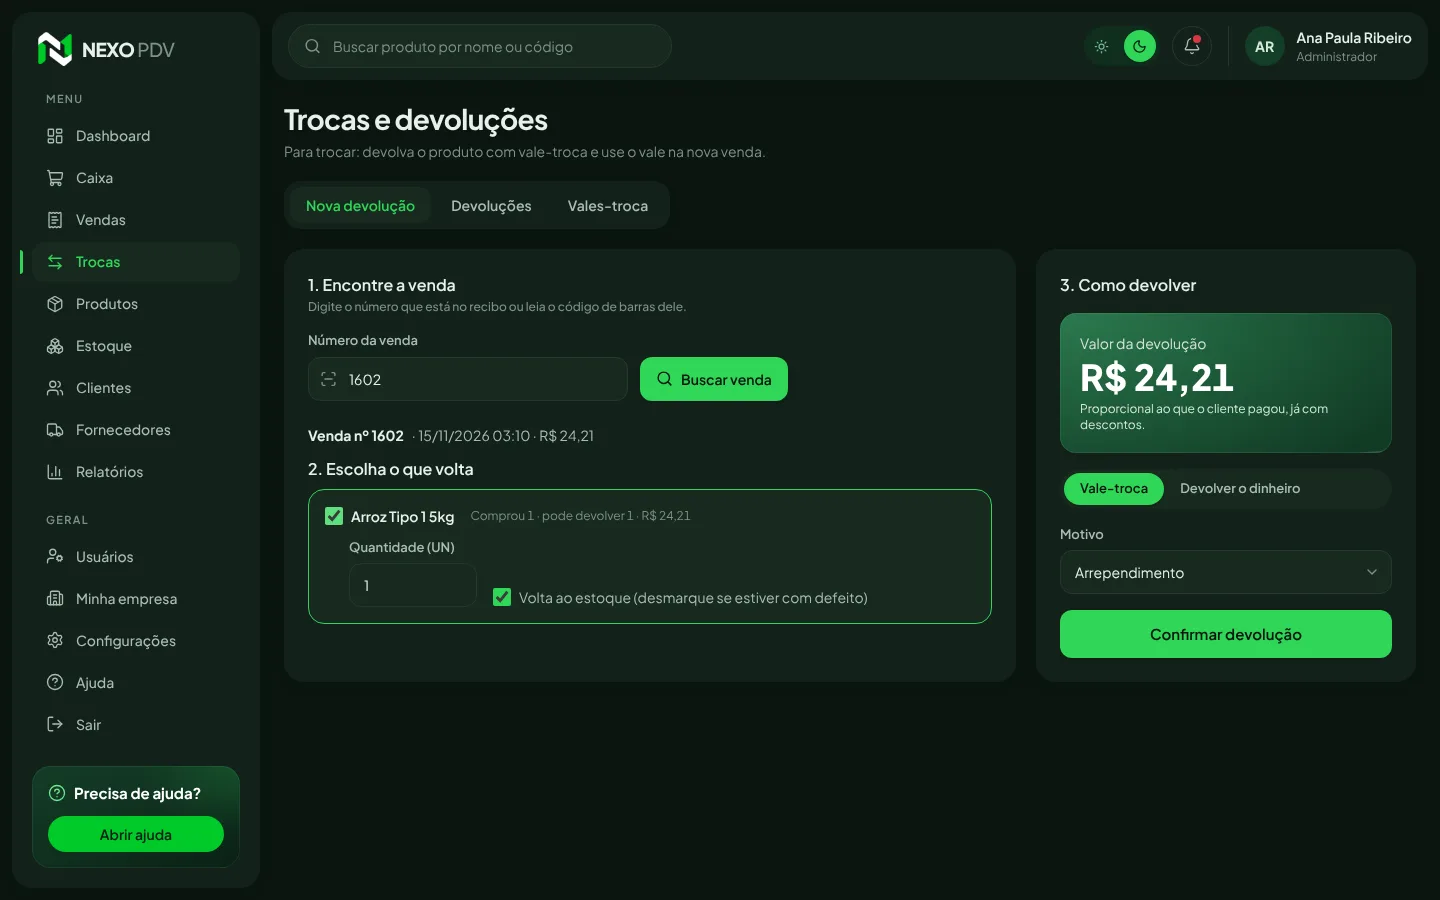 NEXO PDV
MENU
Dashboard
Caixa
Vendas
Trocas
Produtos
Estoque
Clientes
Fornecedores
Relatórios
GERAL
Usuários
Minha empresa
Configurações
Ajuda
Sair
Precisa de ajuda?
Abrir ajuda
Buscar produto por nome ou código
AR
Ana Paula Ribeiro
Administrador
Trocas e devoluções
Para trocar: devolva o produto com vale-troca e use o vale na nova venda.
Nova devolução
Devoluções
Vales-troca
1. Encontre a venda
Digite o número que está no recibo ou leia o código de barras dele.
Número da venda
1602
Buscar venda
Venda nº 1602 · 15/11/2026 03:10 · R$ 24,21
2. Escolha o que volta
Arroz Tipo 1 5kg Comprou 1 · pode devolver 1 · R$ 24,21
Quantidade (UN)
1
Volta ao estoque (desmarque se estiver com defeito)
3. Como devolver
Valor da devolução
R$ 24,21
Proporcional ao que o cliente pagou, já com
descontos.
Vale-troca
Devolver o dinheiro
Motivo
Arrependimento
Confirmar devolução